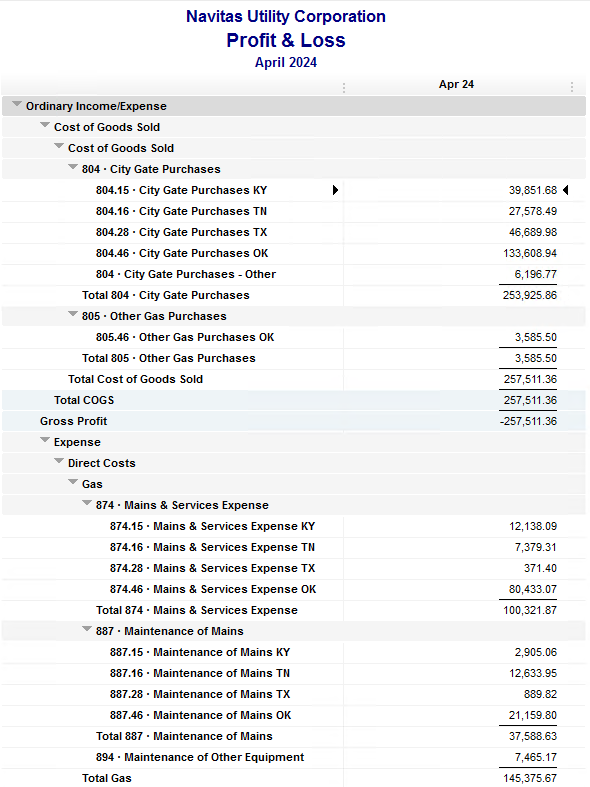 Navitas Utility Corporation
Profit & Loss
April 2024
Apr 24
Ordinary Income/Expense
Cost of Goods Sold
Cost of Goods Sold
804 · City Gate Purchases
804.15 · City Gate Purchases KY 39,851.68
804.16 · City Gate Purchases TN 27,578.49
804.28 · City Gate Purchases TX 46,689.98
804.46 · City Gate Purchases OK 133,608.94
804 · City Gate Purchases - Other 6,196.77
Total 804 · City Gate Purchases 253,925.86
805 · Other Gas Purchases
805.46 · Other Gas Purchases OK 3,585.50
Total 805 · Other Gas Purchases 3,585.50
Total Cost of Goods Sold 257,511.36
Total COGS 257,511.36
Gross Profit -257,511.36
Expense
Direct Costs
Gas
874 · Mains & Services Expense
874.15 · Mains & Services Expense KY 12,138.09
874.16 · Mains & Services Expense TN 7,379.31
874.28 · Mains & Services Expense TX 371.40
874.46 · Mains & Services Expense OK 80,433.07
Total 874 · Mains & Services Expense 100,321.87
887 · Maintenance of Mains
887.15 · Maintenance of Mains KY 2,905.06
887.16 · Maintenance of Mains TN 12,633.95
887.28 · Maintenance of Mains TX 889.82
887.46 · Maintenance of Mains OK 21,159.80
Total 887 · Maintenance of Mains 37,588.63
894 · Maintenance of Other Equipment 7,465.17
Total Gas 145,375.67